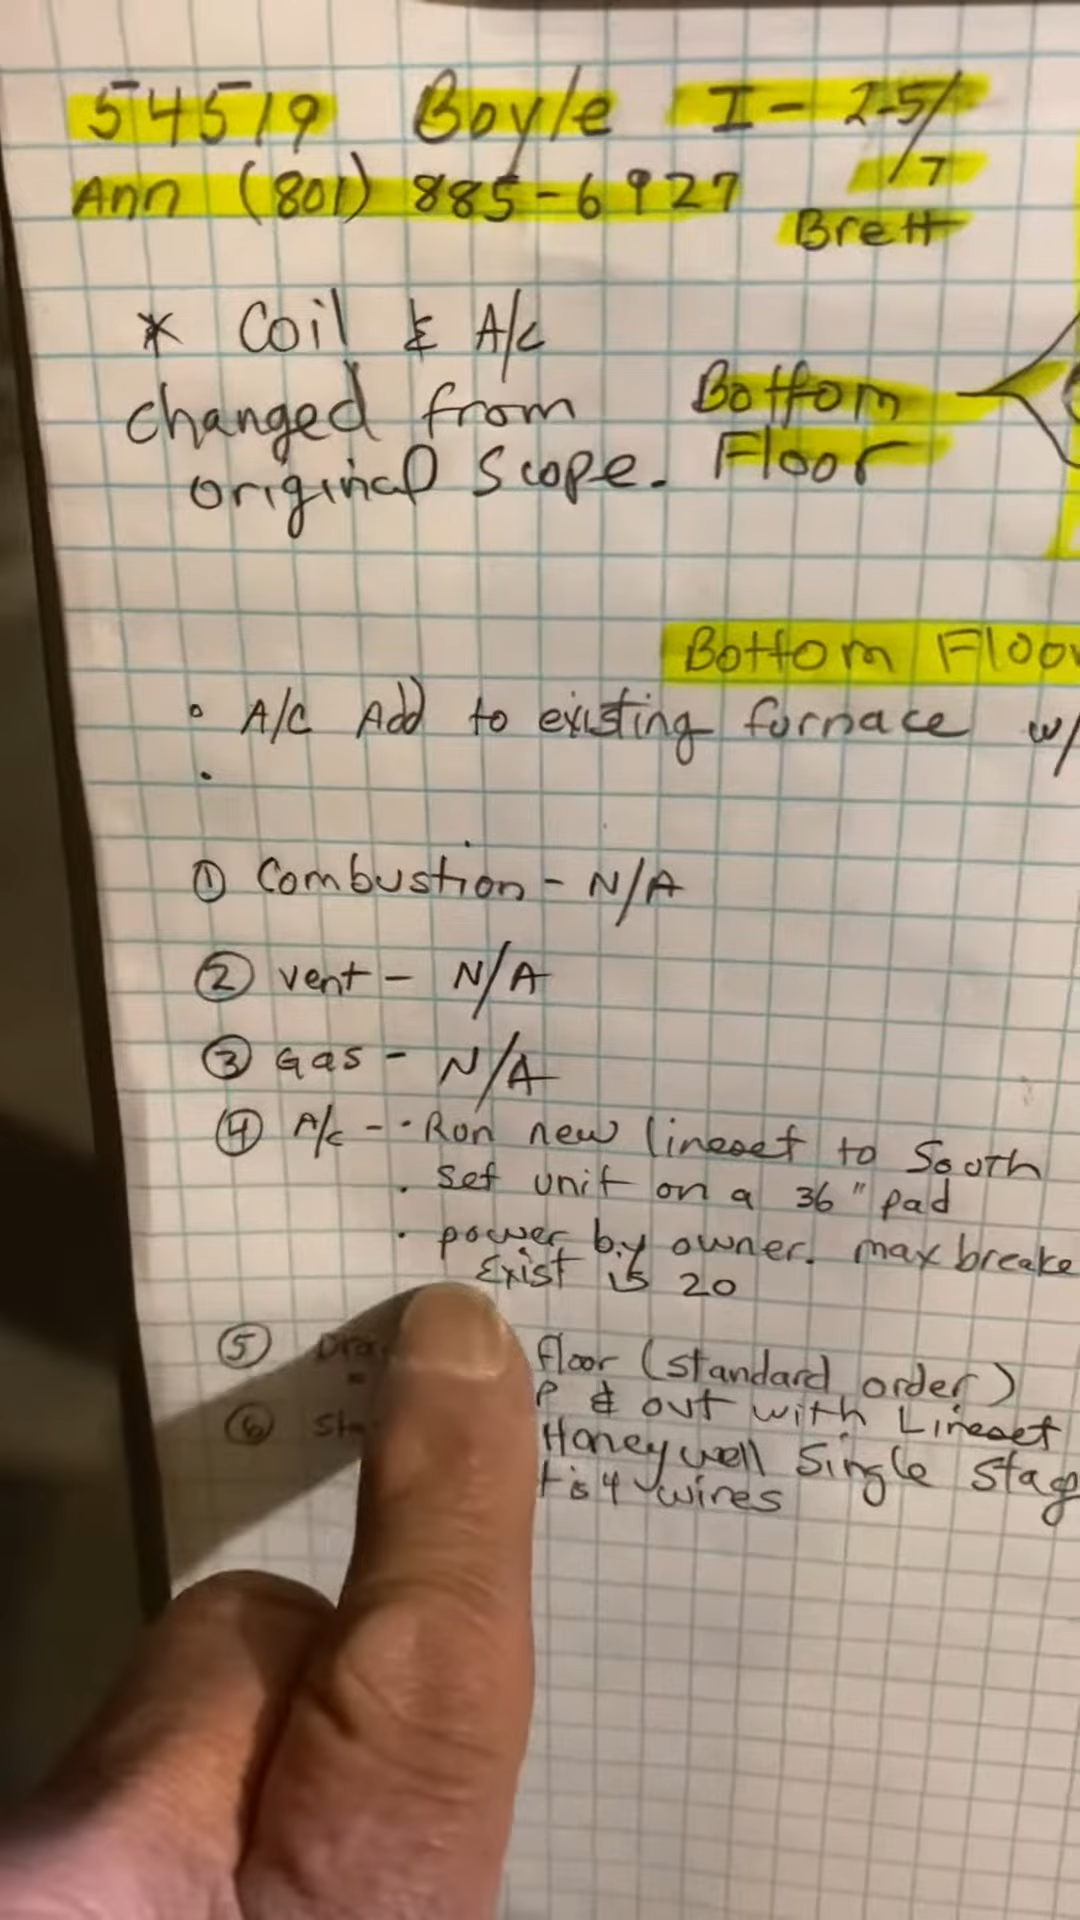 54519 Boyle I - 2.5/
/7
Ann (801) 885-6927
Brett
* Coil & A/c
changed from
original Scope.
Bottom
Floor
Bottom Floor
• A/C Add to existing furnace w/
•
① Combustion - N/A
② Vent - N/A
③ Gas - N/A
④ A/c - · Run new lineset to South
· Set unit on a 36" pad
· power by owner. max breake
Exist is 20
⑤ floor (standard order)
P & out with Lineset
⑥ Honeywell Single Stag
4 wires